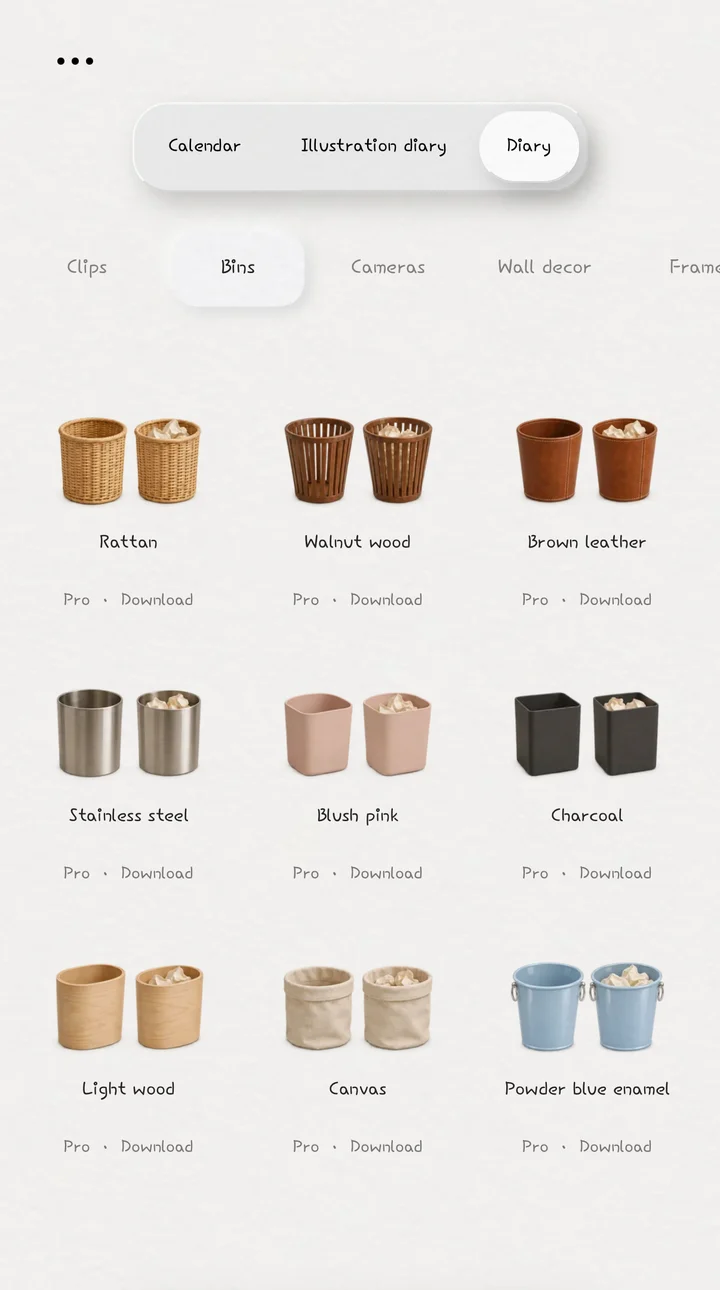 Calendar Illustration diary Diary
Clips Bins Cameras Wall decor Frame
Rattan Walnut wood Brown leather
Pro · Download Pro · Download Pro · Download
Stainless steel Blush pink Charcoal
Pro · Download Pro · Download Pro · Download
Light wood Canvas Powder blue enamel
Pro · Download Pro · Download Pro · Download